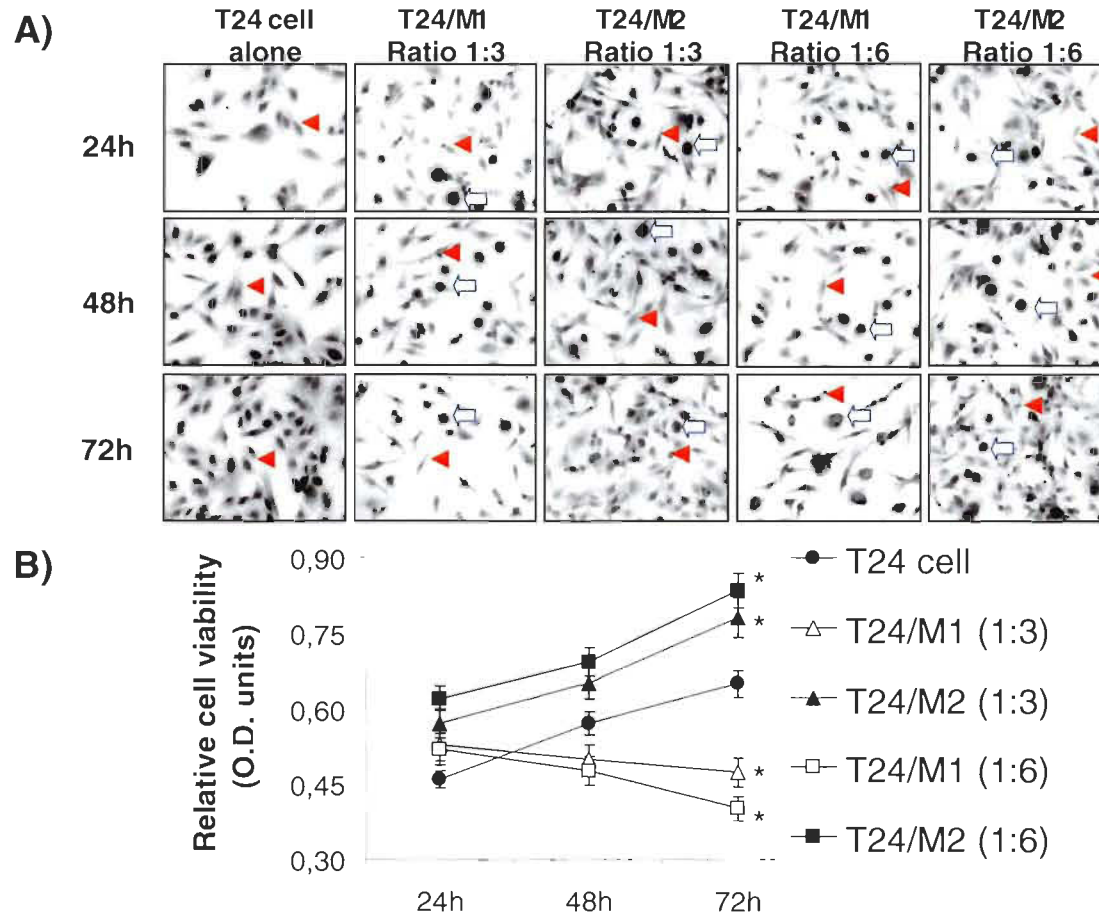 A)
T24 cell alone
T24/M1 Ratio 1:3
T24/M2 Ratio 1:3
T24/M1 Ratio 1:6
T24/M2 Ratio 1:6
24h
48h
72h
B)
Relative cell viability
(O.D. units)
0,90
0,75
0,60
0,45
0,30
24h
48h
72h
*
*
*
*
T24 cell
T24/M1 (1:3)
T24/M2 (1:3)
T24/M1 (1:6)
T24/M2 (1:6)